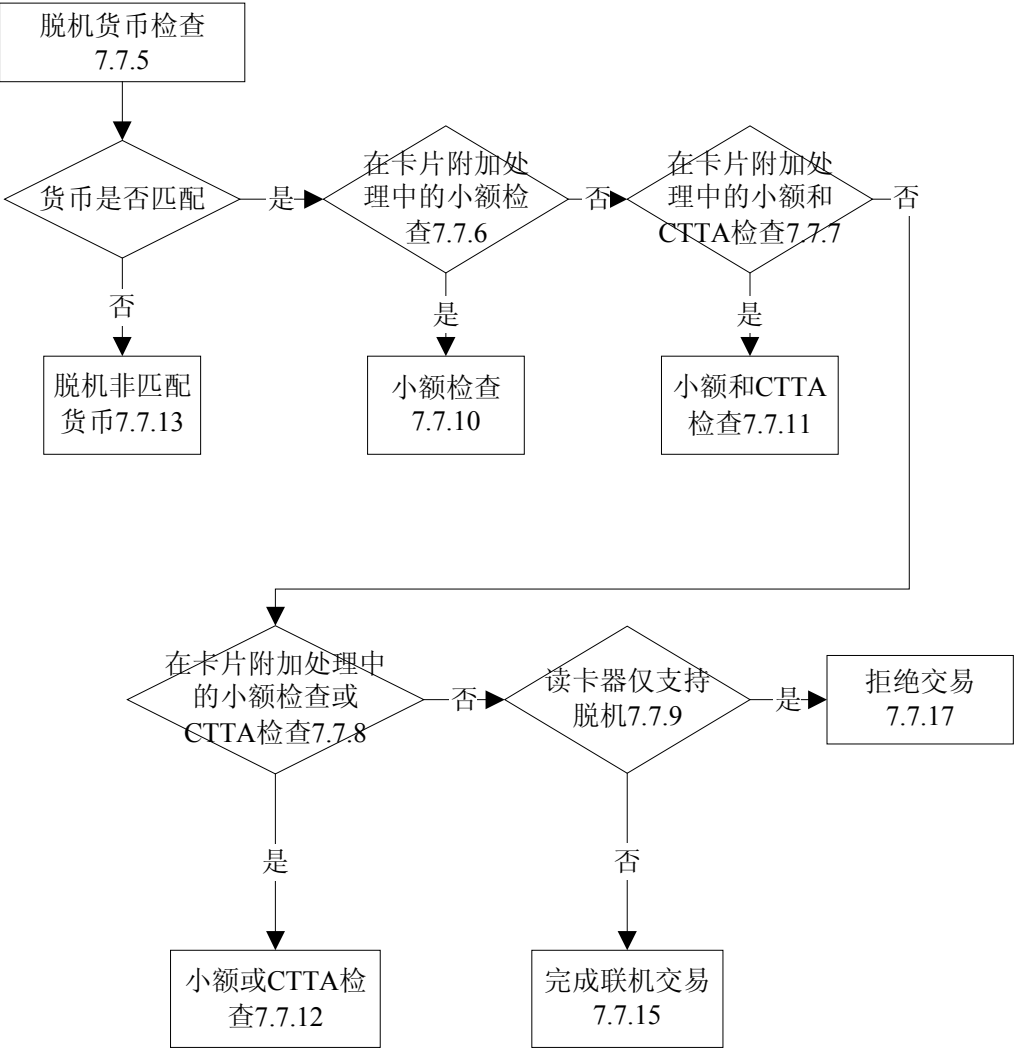 脱机货币检查
7.7.5
货币是否匹配
是
在卡片附加处
理中的小额检
查7.7.6
否
在卡片附加处
理中的小额和
CTTA检查7.7.7
否
否
脱机非匹配
货币7.7.13
是
小额检查
7.7.10
是
小额和CTTA
检查7.7.11
在卡片附加处理中
的小额检查或
CTTA检查7.7.8
否
读卡器仅支持
脱机7.7.9
是
拒绝交易
7.7.17
是
小额或CTTA检
查7.7.12
否
完成联机交易
7.7.15